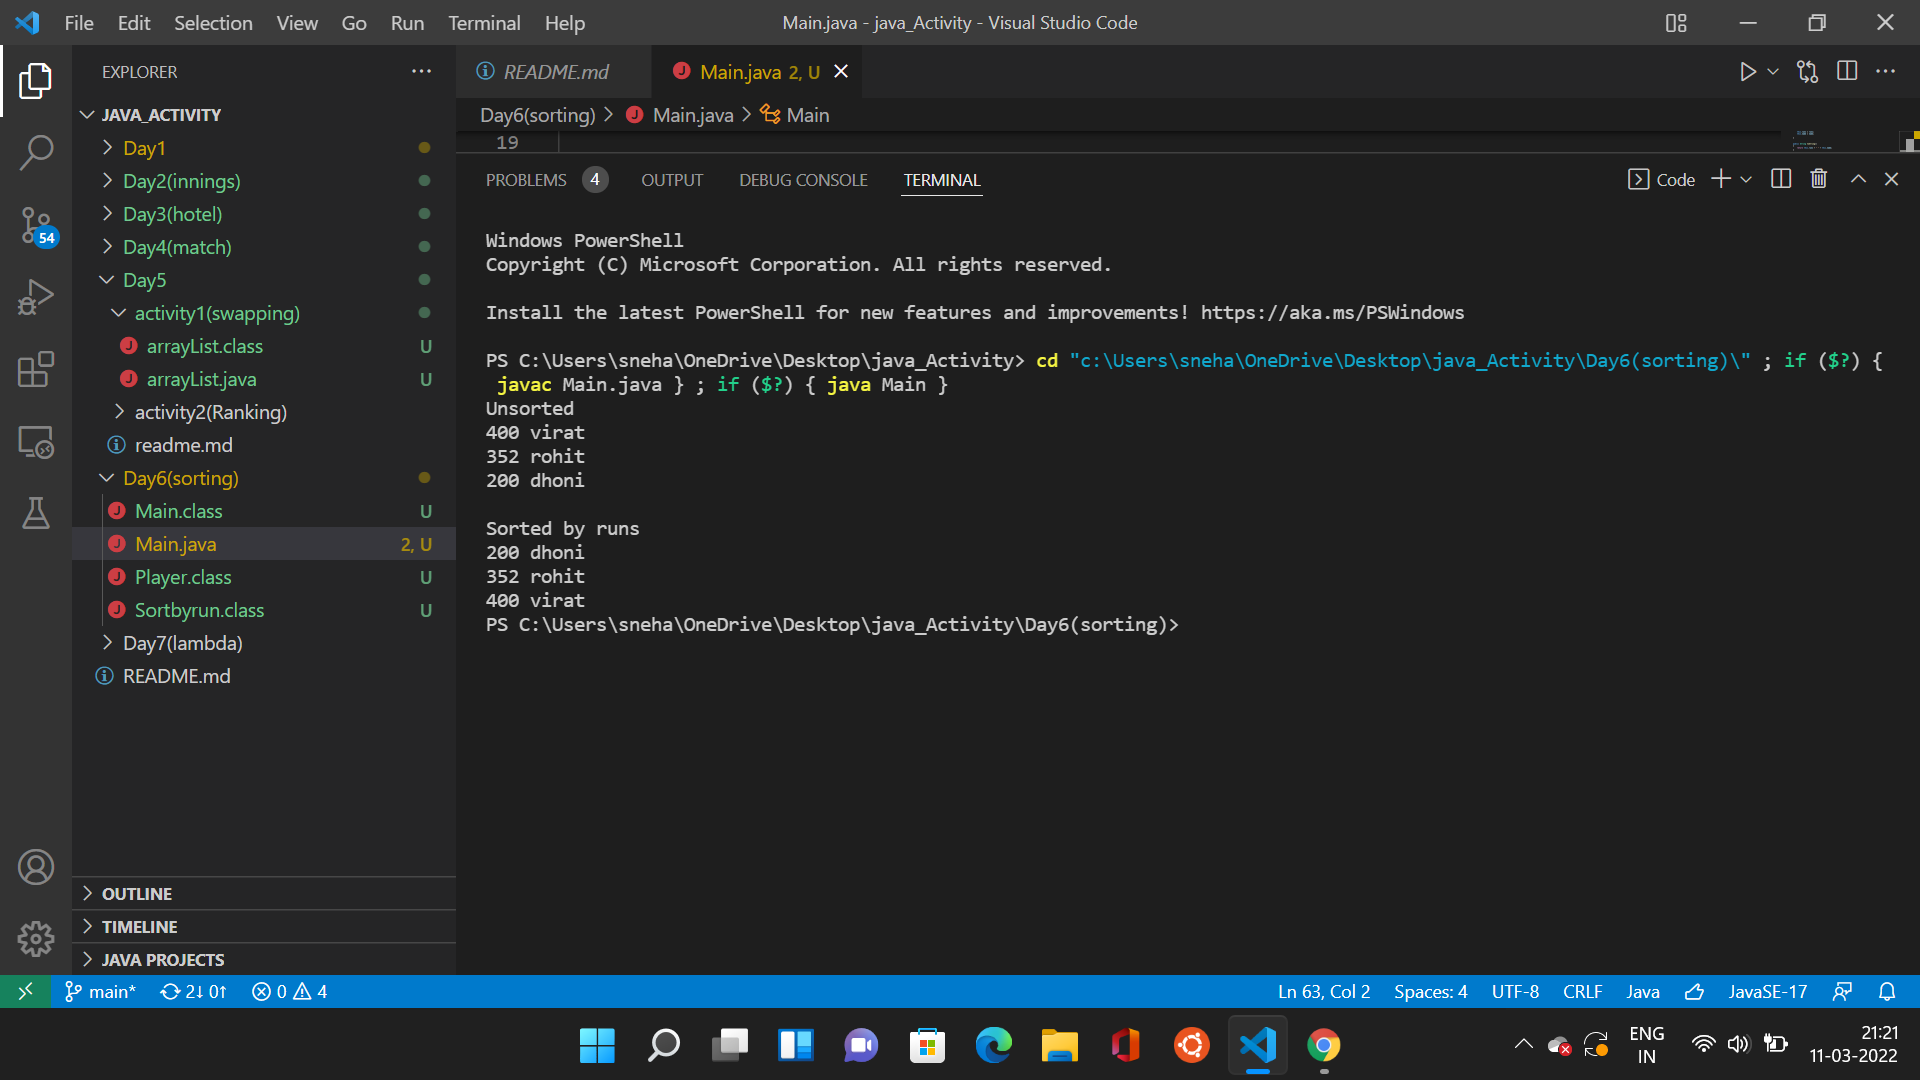 File Edit Selection View Go Run Terminal Help
Main.java - java_Activity - Visual Studio Code
EXPLORER
JAVA_ACTIVITY
Day1
Day2(innings)
Day3(hotel)
Day4(match)
Day5
activity1(swapping)
arrayList.class U
arrayList.java U
activity2(Ranking)
readme.md
Day6(sorting)
Main.class U
Main.java 2, U
Player.class U
Sortbyrun.class U
Day7(lambda)
README.md
OUTLINE
TIMELINE
JAVA PROJECTS
54
README.md
Main.java 2, U
Day6(sorting) > Main.java > Main
19
PROBLEMS 4 OUTPUT DEBUG CONSOLE TERMINAL
Code
Windows PowerShell
Copyright (C) Microsoft Corporation. All rights reserved.
Install the latest PowerShell for new features and improvements! https://aka.ms/PSWindows
PS C:\Users\sneha\OneDrive\Desktop\java_Activity> cd "c:\Users\sneha\OneDrive\Desktop\java_Activity\Day6(sorting)\" ; if ($?) {
javac Main.java } ; if ($?) { java Main }
Unsorted
400 virat
352 rohit
200 dhoni
Sorted by runs
200 dhoni
352 rohit
400 virat
PS C:\Users\sneha\OneDrive\Desktop\java_Activity\Day6(sorting)>
main* 2↓ 0↑ 0 4
Ln 63, Col 2 Spaces: 4 UTF-8 CRLF Java JavaSE-17
ENG
IN
21:21
11-03-2022